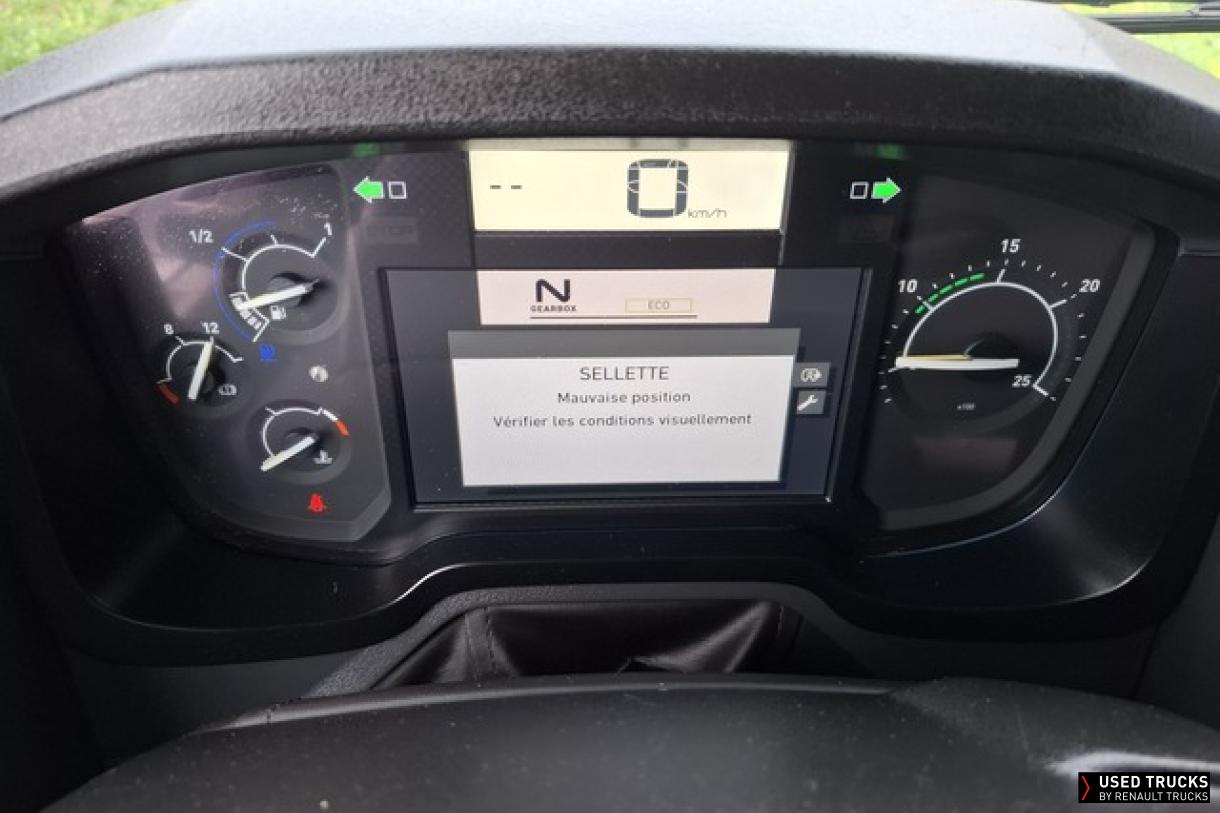 -- 0 km/h
1/2
1
8
12
N
GEARBOX
ECO
SELLETTE
Mauvaise position
Vérifier les conditions visuellement
10
15
20
25
x100
USED TRUCKS
BY RENAULT TRUCKS